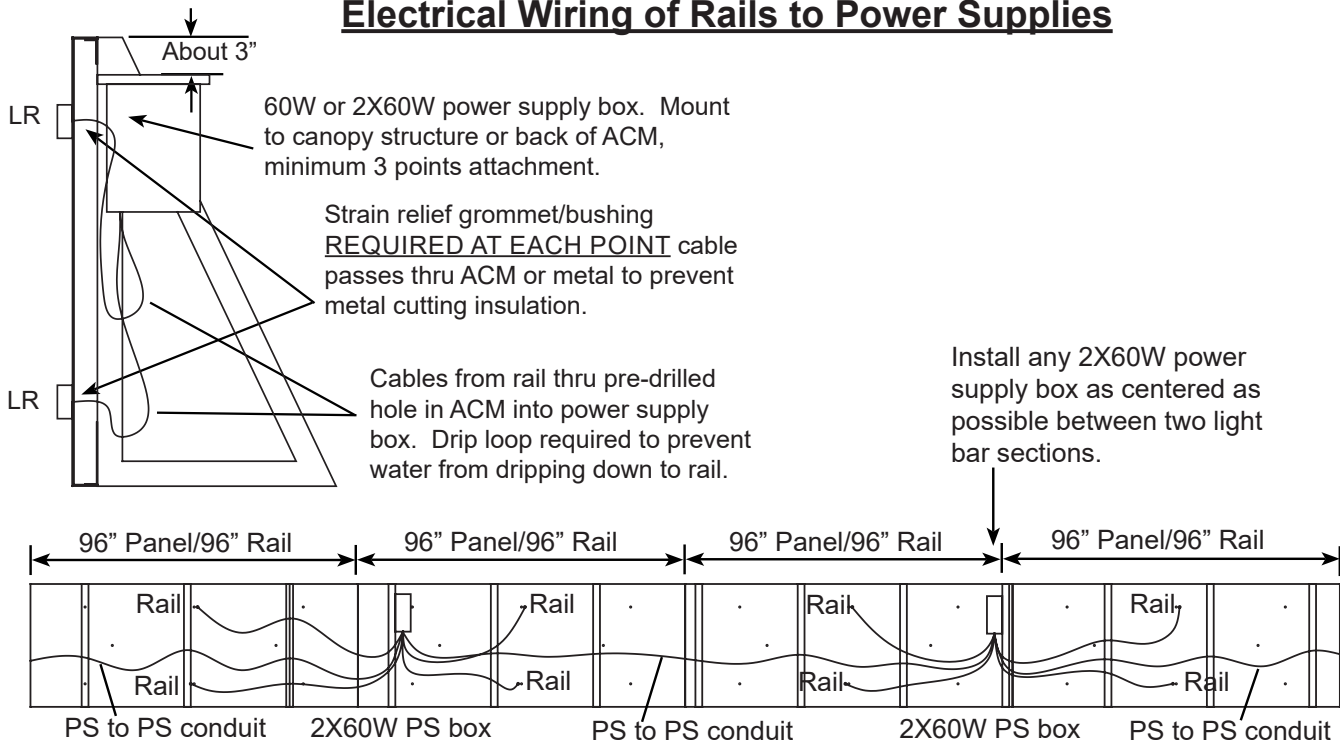 Electrical Wiring of Rails to Power Supplies
About 3”
LR
60W or 2X60W power supply box.  Mount
to canopy structure or back of ACM,
minimum 3 points attachment.
Strain relief grommet/bushing
REQUIRED AT EACH POINT cable
passes thru ACM or metal to prevent
metal cutting insulation.
LR
Cables from rail thru pre-drilled
hole in ACM into power supply
box.  Drip loop required to prevent
water from dripping down to rail.
Install any 2X60W power
supply box as centered as
possible between two light
bar sections.
96” Panel/96” Rail
96” Panel/96” Rail
96” Panel/96” Rail
96” Panel/96” Rail
Rail
Rail
Rail
Rail
Rail
Rail
Rail
Rail
PS to PS conduit
2X60W PS box
PS to PS conduit
2X60W PS box
PS to PS conduit